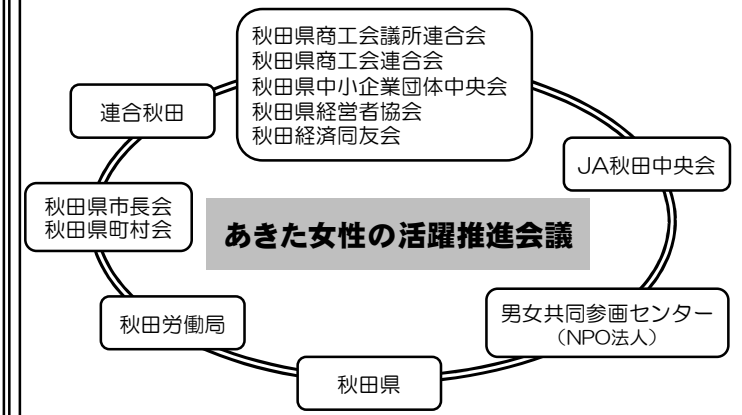 秋田県商工会議所連合会
秋田県商工会連合会
秋田県中小企業団体中央会
秋田県経営者協会
秋田経済同友会
連合秋田
JA秋田中央会
秋田県市長会
秋田県町村会
あきた女性の活躍推進会議
秋田労働局
男女共同参画センター
（NPO法人）
秋田県